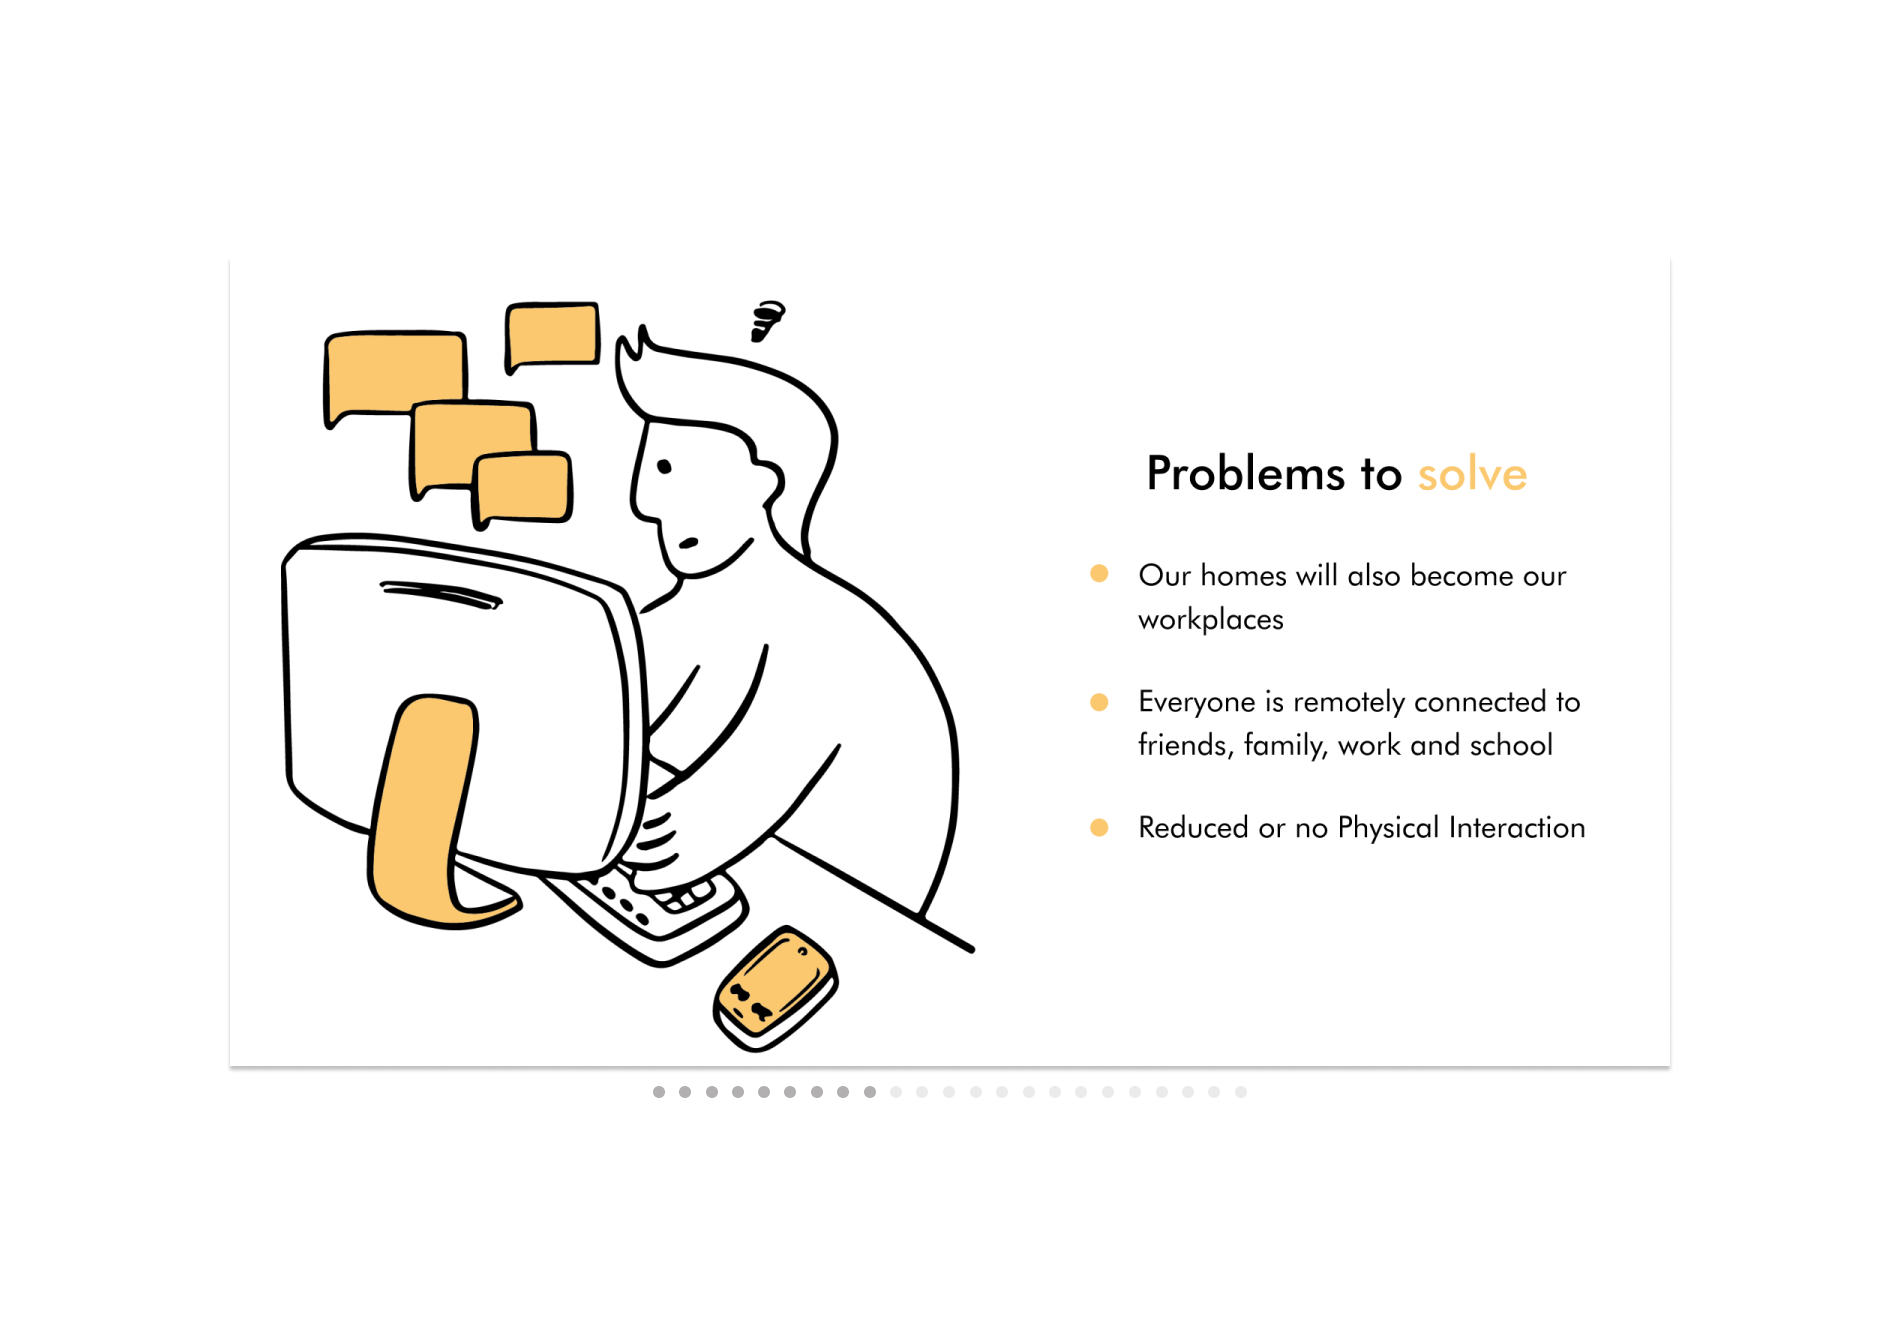 Problems to solve
Our homes will also become our
workplaces
Everyone is remotely connected to
friends, family, work and school
Reduced or no Physical Interaction